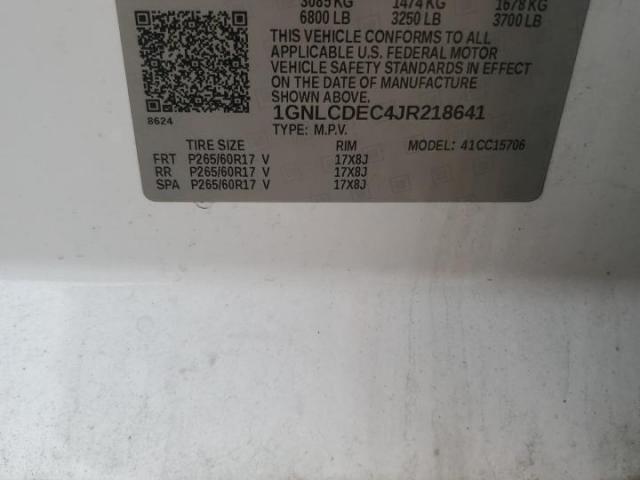 3085 KG 1474 KG 1678 KG
6800 LB 3250 LB 3700 LB
THIS VEHICLE CONFORMS TO ALL
APPLICABLE U.S. FEDERAL MOTOR
VEHICLE SAFETY STANDARDS IN EFFECT
ON THE DATE OF MANUFACTURE
SHOWN ABOVE.
1GNLCDEC4JR218641
8624
TYPE: M.P.V.
TIRE SIZE RIM MODEL: 41CC15706
FRT P265/60R17 V 17X8J
RR P265/60R17 V 17X8J
SPA P265/60R17 V 17X8J